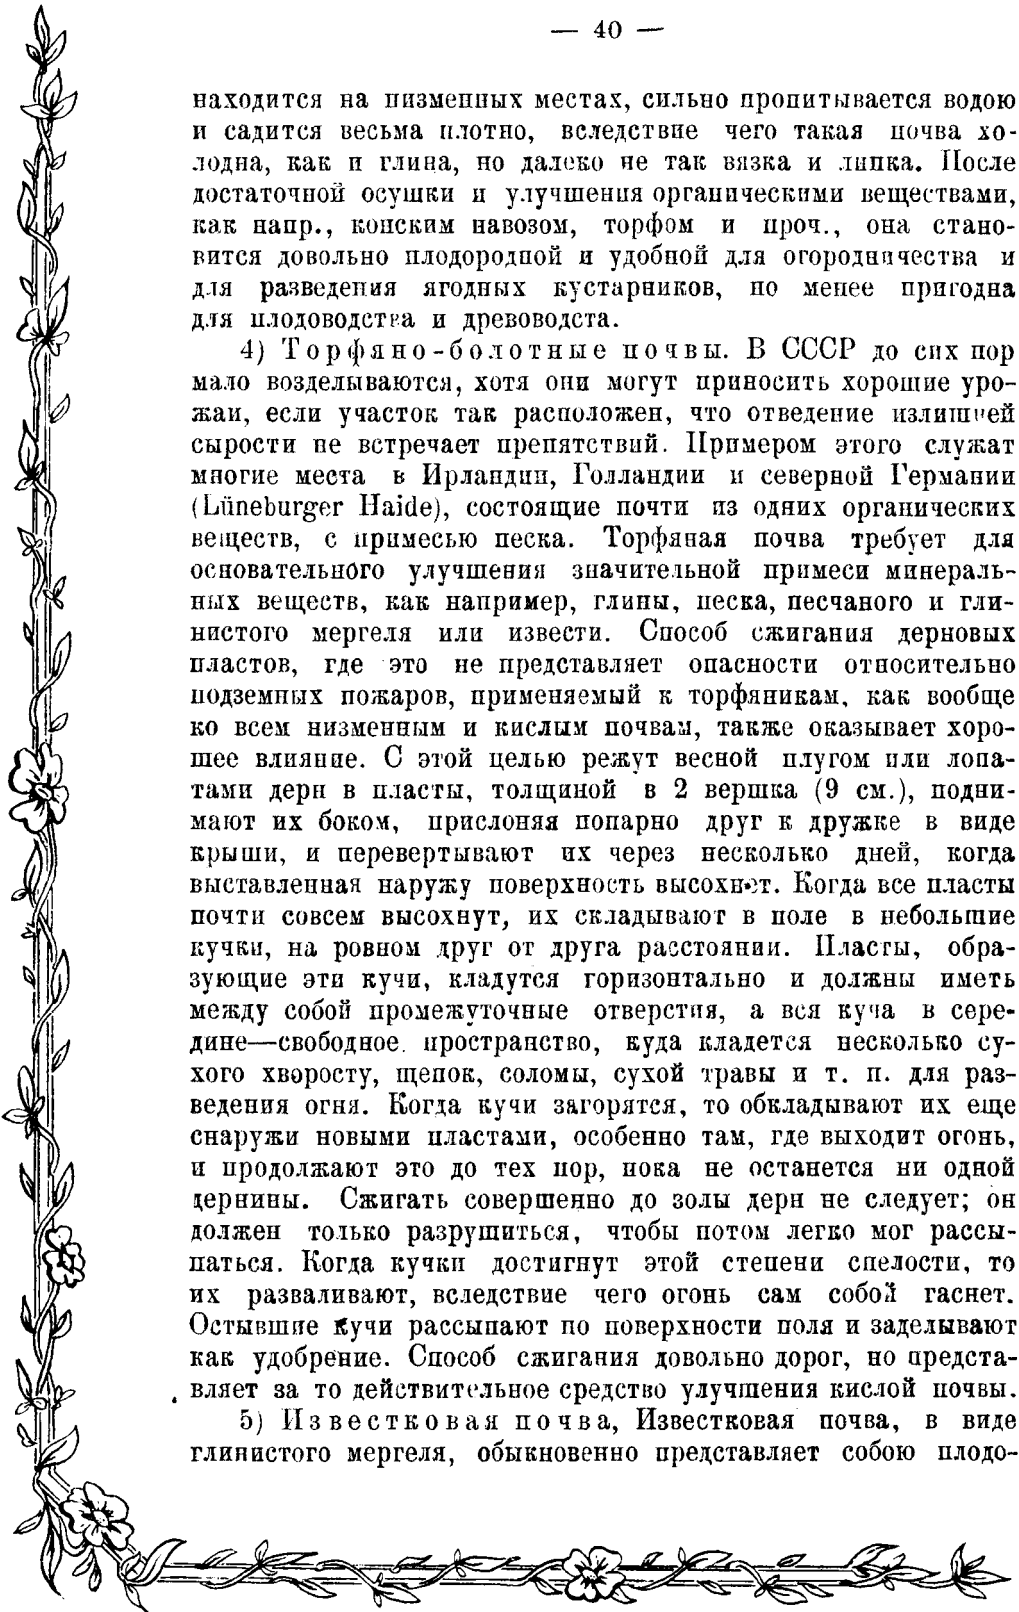 — 40 —
находится на низменных местах, сильно пропитывается водою
и садится весьма плотно, вследствие чего такая почва хо-
лодна, как и глина, но далеко не так вязка и липка. После
достаточной осушки и улучшения органическими веществами,
как напр., конским навозом, торфом и проч., она стано-
вится довольно плодородной и удобной для огородничества и
для разведения ягодных кустарников, но менее пригодна
для плодоводства и древоводста.
4) Торфяно-болотные почвы. В СССР до сих пор
мало возделываются, хотя они могут приносить хорошие уро-
жаи, если участок так расположен, что отведение излишней
сырости не встречает препятствий. Примером этого служат
многие места в Ирландии, Голландии и северной Германии
(Lüneburger Haide), состоящие почти из одних органических
веществ, с примесью песка. Торфяная почва требует для
основательного улучшения значительной примеси минераль-
ных веществ, как например, глины, песка, песчаного и гли-
нистого мергеля или извести. Способ сжигания дерновых
пластов, где это не представляет опасности относительно
подземных пожаров, применяемый к торфяникам, как вообще
ко всем низменным и кислым почвам, также оказывает хоро-
шее влияние. С этой целью режут весной плугом или лопа-
тами дерн в пласты, толщиной в 2 вершка (9 см.), подни-
мают их боком, прислоняя попарно друг к дружке в виде
крыши, и перевертывают их через несколько дней, когда
выставленная наружу поверхность высохнет. Когда все пласты
почти совсем высохнут, их складывают в поле в небольшие
кучки, на ровном друг от друга расстоянии. Пласты, обра-
зующие эти кучи, кладутся горизонтально и должны иметь
между собой промежуточные отверстия, а вся куча в сере-
дине—свободное. пространство, куда кладется несколько су-
хого хворосту, щепок, соломы, сухой травы и т. п. для раз-
ведения огня. Когда кучи загорятся, то обкладывают их еще
снаружи новыми пластами, особенно там, где выходит огонь,
и продолжают это до тех пор, пока не останется ни одной
дернины. Сжигать совершенно до золы дерн не следует; он
должен только разрушиться, чтобы потом легко мог рассы-
паться. Когда кучки достигнут этой степени спелости, то
их разваливают, вследствие чего огонь сам собой гаснет.
Остывшие кучи рассыпают по поверхности поля и заделывают
как удобрение. Способ сжигания довольно дорог, но предста-
вляет за то действительное средство улучшения кислой почвы.
5) Известковая почва, Известковая почва, в виде
глинистого мергеля, обыкновенно представляет собою плодо-